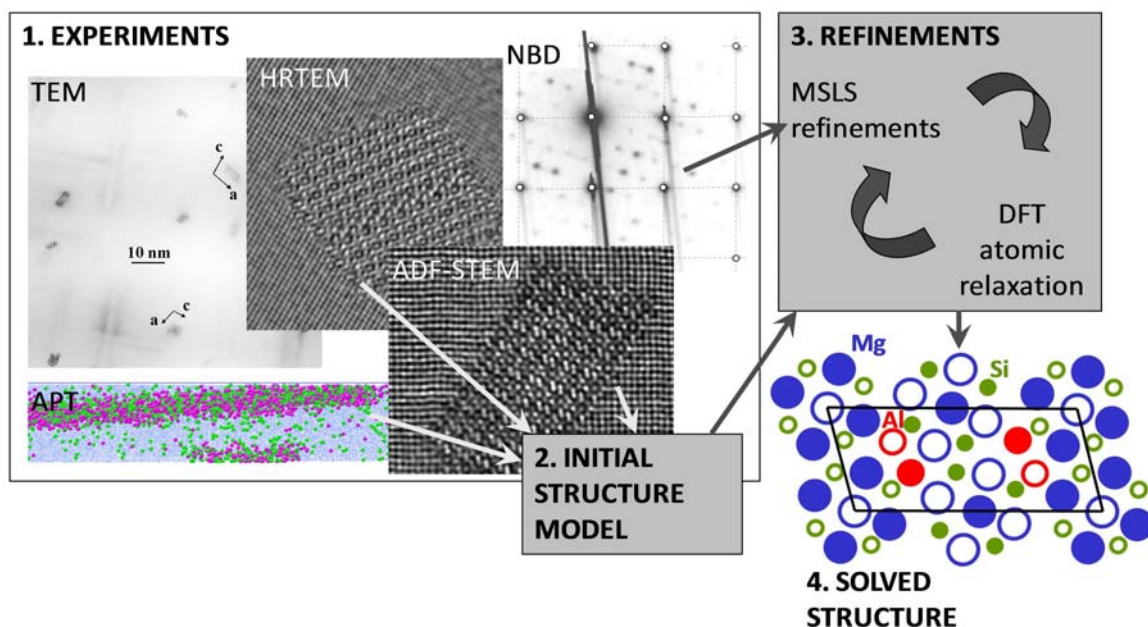 1. EXPERIMENTS
TEM
HRTEM
NBD
c
a
10 nm
a
c
ADF-STEM
APT
2. INITIAL
STRUCTURE
MODEL
3. REFINEMENTS
MSLS
refinements
DFT
atomic
relaxation
Mg
Si
Al
4. SOLVED
STRUCTURE